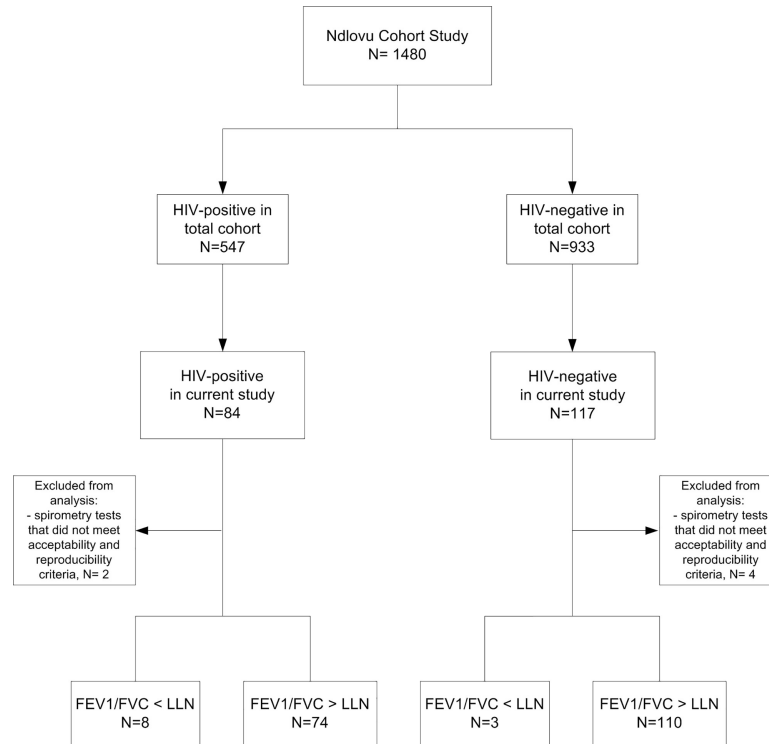 Ndlovu Cohort Study
N= 1480
HIV-positive in
total cohort
N=547
HIV-negative in
total cohort
N=933
HIV-positive
in current study
N=84
HIV-negative
in current study
N=117
Excluded from
analysis:
- spirometry tests
that did not meet
acceptability and
reproducibility
criteria, N= 2
Excluded from
analysis:
- spirometry tests
that did not meet
acceptability and
reproducibility
criteria, N= 4
FEV1/FVC < LLN
N=8
FEV1/FVC > LLN
N=74
FEV1/FVC < LLN
N=3
FEV1/FVC > LLN
N=110